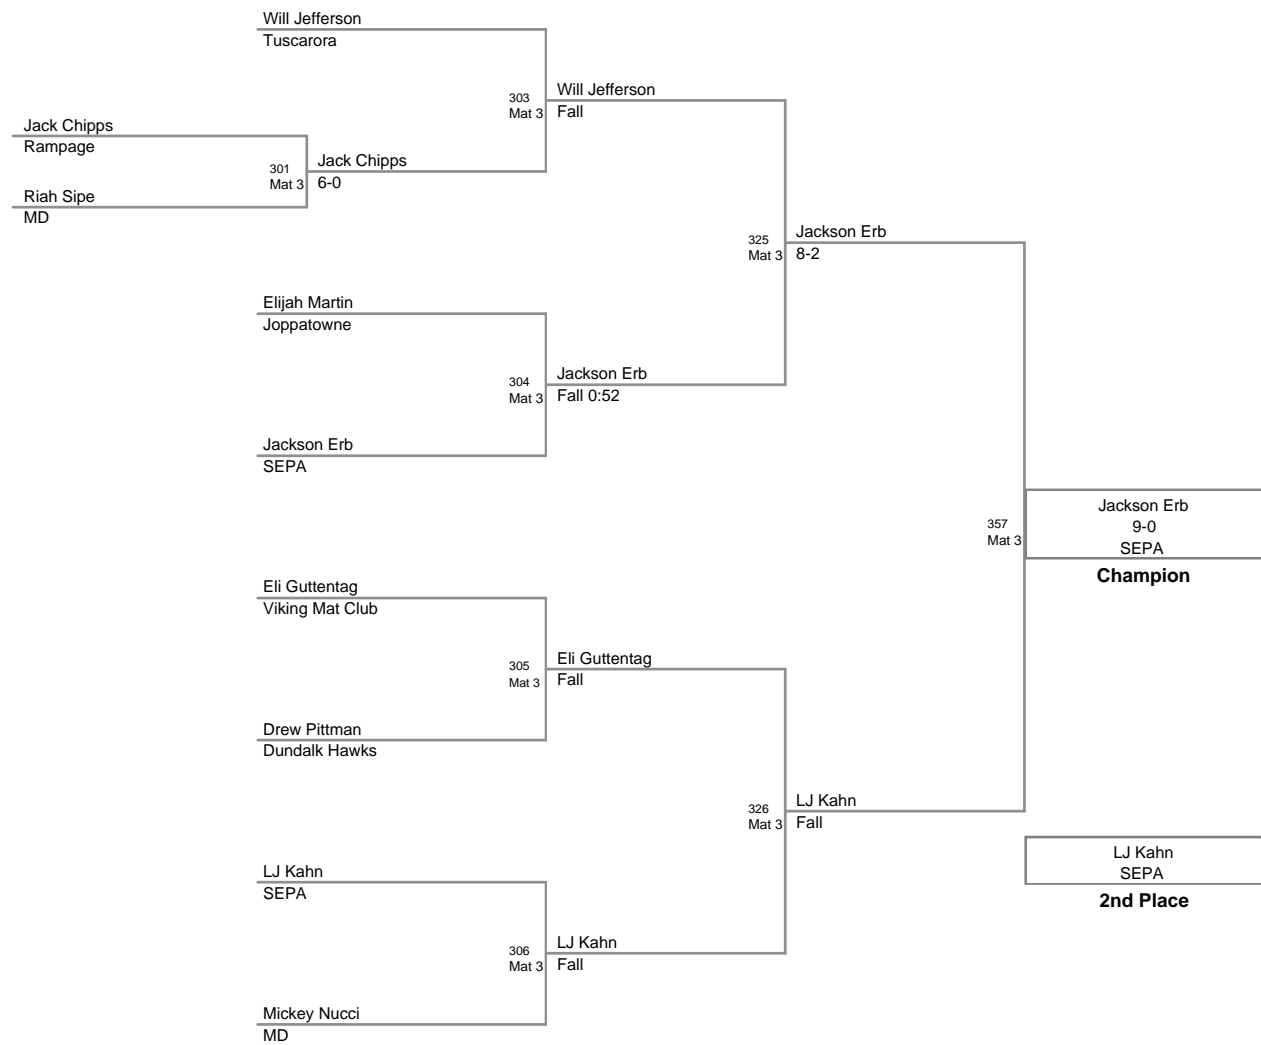 Will Jefferson
Tuscarora
303
Mat 3
Will Jefferson
Fall
Jack Chipps
Rampage
301
Mat 3
Jack Chipps
6-0
Riah Sipe
MD
325
Mat 3
Jackson Erb
8-2
Elijah Martin
Joppatowne
304
Mat 3
Jackson Erb
Fall 0:52
Jackson Erb
SEPA
357
Mat 3
Jackson Erb
9-0
SEPA
Champion
Eli Guttentag
Viking Mat Club
305
Mat 3
Eli Guttentag
Fall
Drew Pittman
Dundalk Hawks
326
Mat 3
LJ Kahn
Fall
LJ Kahn
SEPA
2nd Place
LJ Kahn
SEPA
306
Mat 3
LJ Kahn
Fall
Mickey Nucci
MD